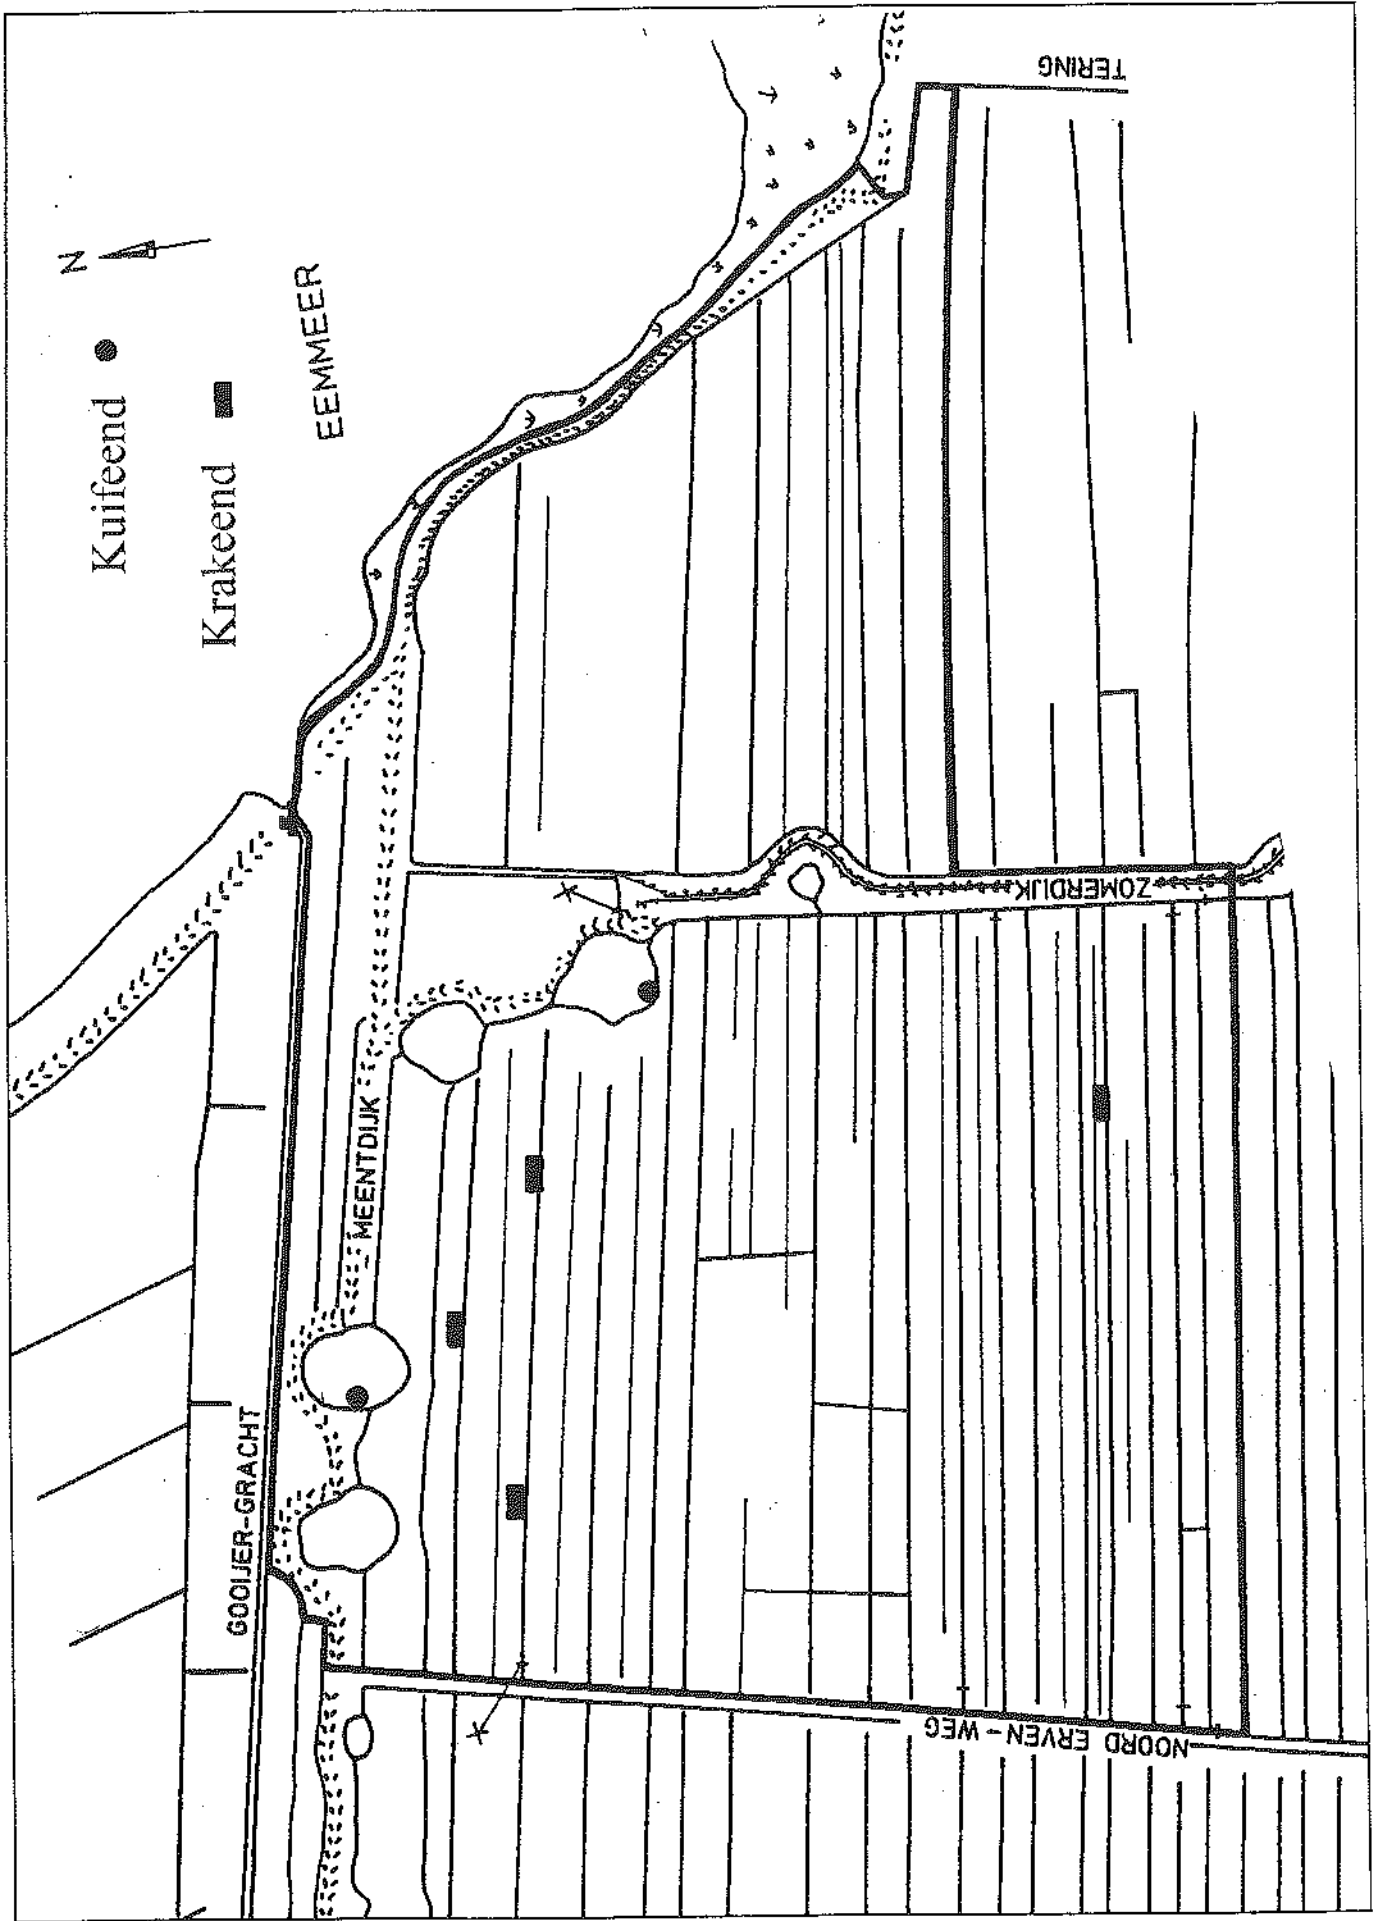 N
Kuifeend
Krakeend
EEMMEER
TERING
GOOIJER-GRACHT
MEENTDIJK
ZOMERDIJK
NOORD ERVEN-WEG